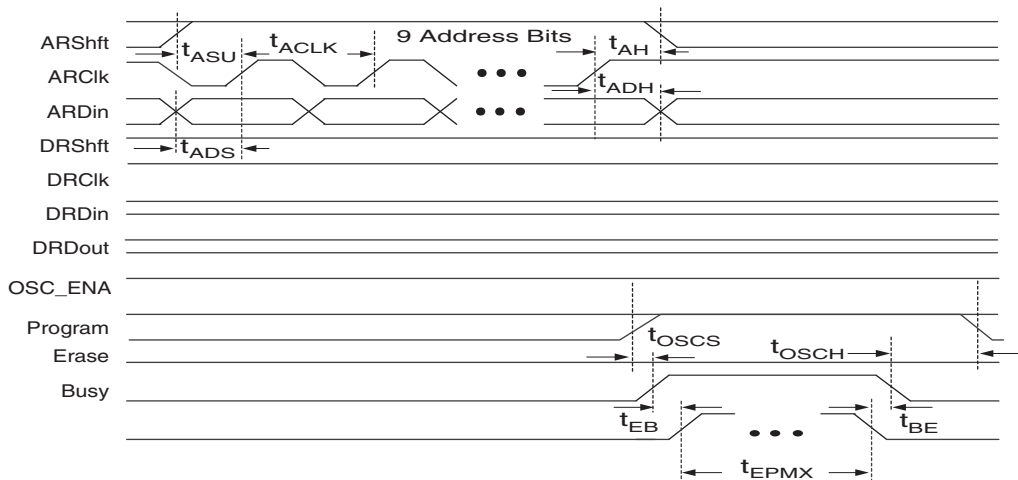 ARShft
tASU
tACLK
9 Address Bits
tAH
ARClk
tADH
ARDin
DRShft
tADS
DRClk
DRDin
DRDout
OSC_ENA
Program
tOSCS
tOSCH
Erase
Busy
tEB
tBE
tEPMX